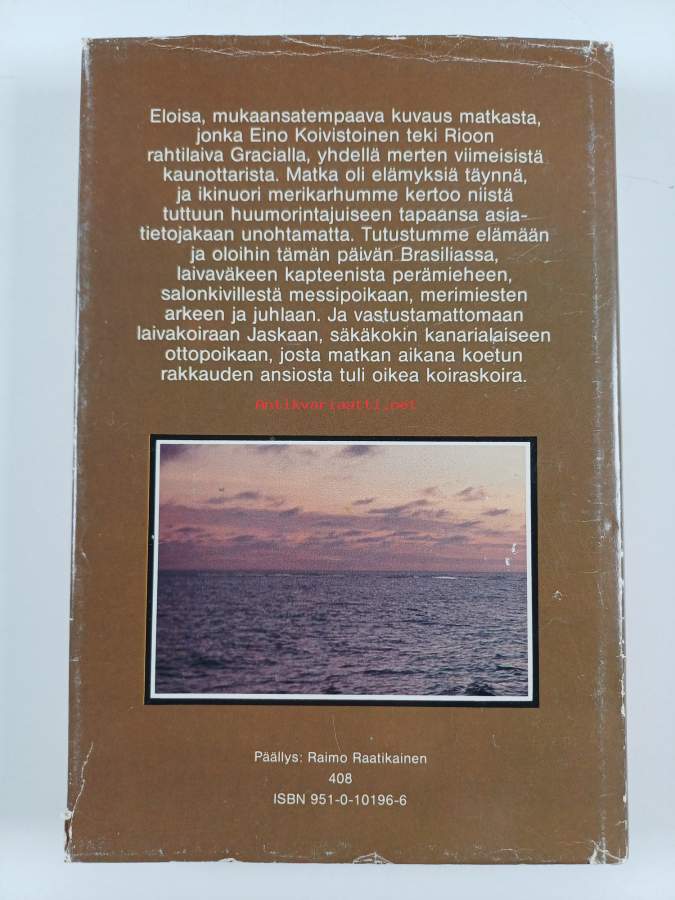 Eloisa, mukaansatempaava kuvaus matkasta,
jonka Eino Koivistoinen teki Rioon
rahtilaiva Gracialla, yhdellä merten viimeisistä
kaunottarista. Matka oli elämyksiä täynnä,
ja ikinuori merikarhumme kertoo niistä
tuttuun huumorintajuiseen tapaansa asia-
tietojakaan unohtamatta. Tutustumme elämään
ja oloihin tämän päivän Brasiliassa,
laivaväkeen kapteenista perämieheen,
salonkivillestä messipoikaan, merimiesten
arkeen ja juhlaan. Ja vastustamattomaan
laivakoiraan Jaskaan, säkäkokin kanarialaiseen
ottopoikaan, josta matkan aikana koetun
rakkauden ansiosta tuli oikea koiraskoira.
Antikvariaatti.net
Päällys: Raimo Raatikainen
408
ISBN 951-0-10196-6